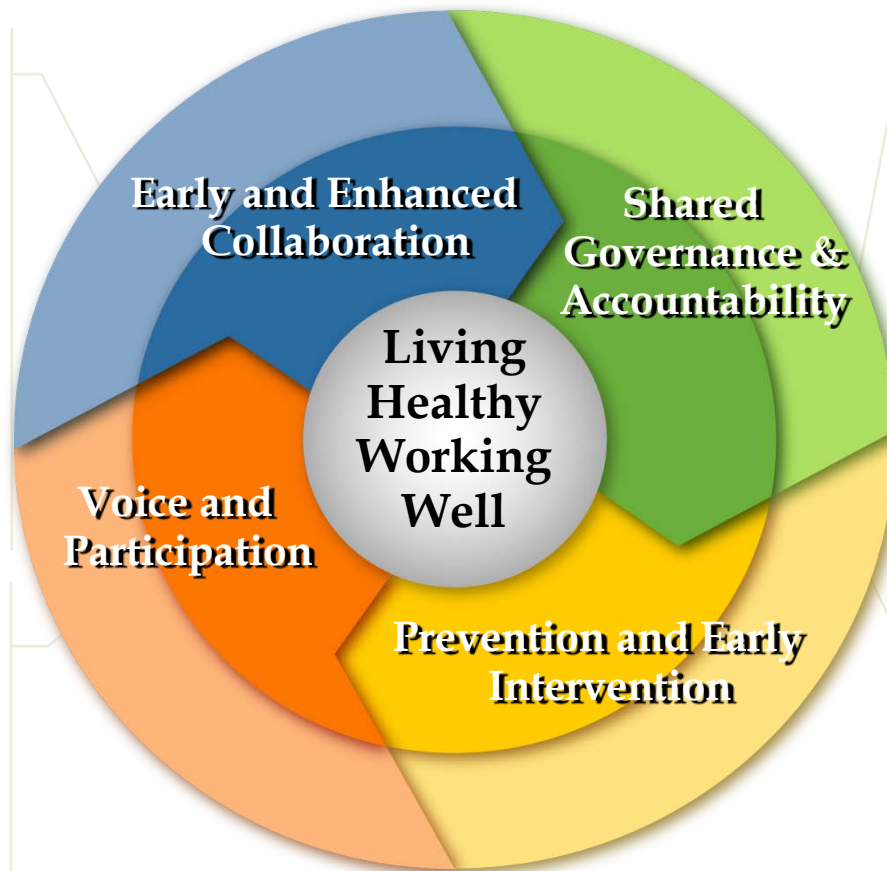 Early and Enhanced
Collaboration
Shared
Governance &
Accountability
Living
Healthy
Working
Well
Voice and
Participation
Prevention and Early
Intervention